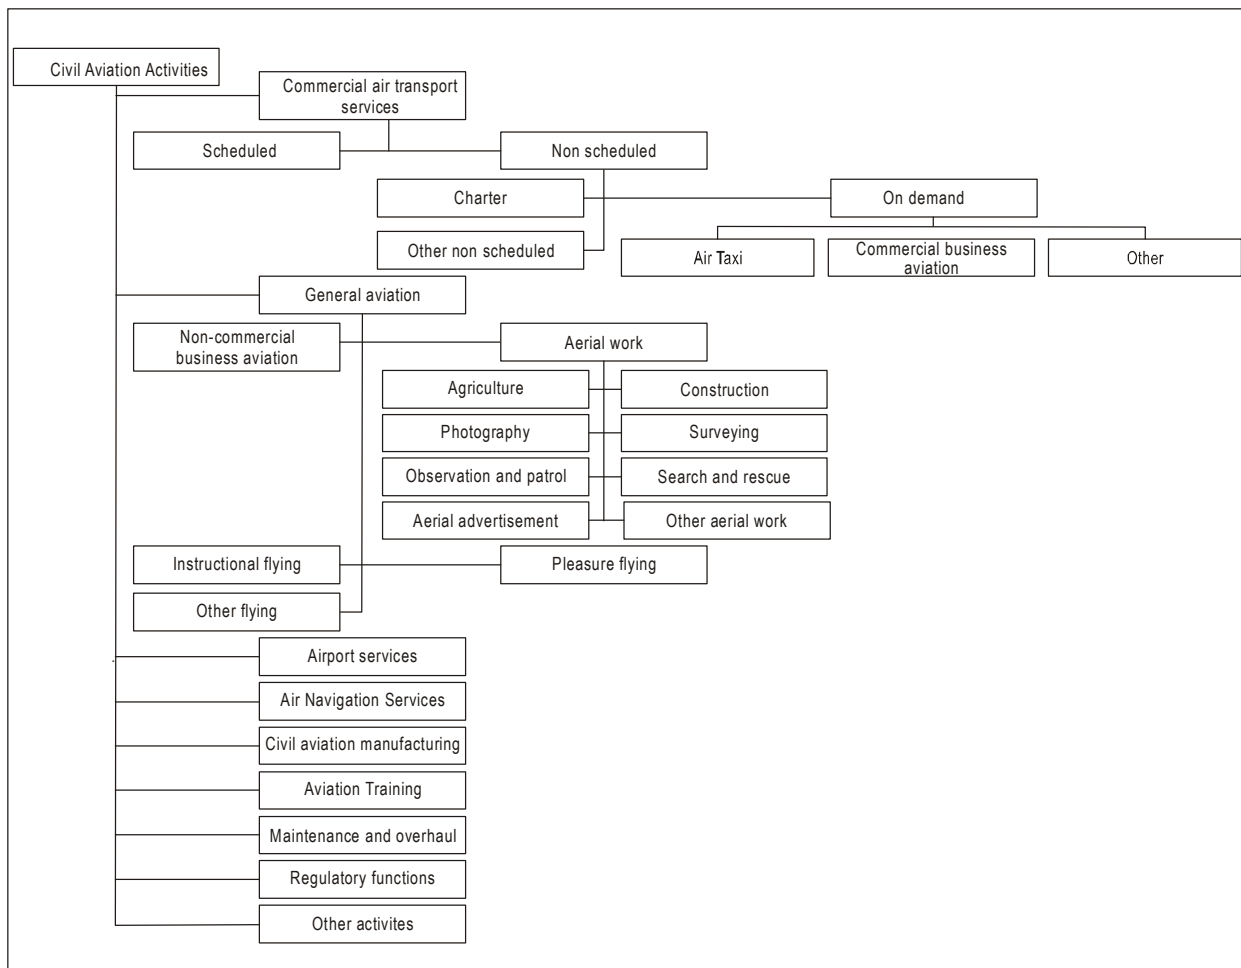 Civil Aviation Activities
Commercial air transport
services
Scheduled
Non scheduled
Charter
On demand
Other non scheduled
Air Taxi
Commercial business
aviation
Other
General aviation
Non-commercial
business aviation
Aerial work
Agriculture
Construction
Photography
Surveying
Observation and patrol
Search and rescue
Aerial advertisement
Other aerial work
Instructional flying
Pleasure flying
Other flying
Airport services
Air Navigation Services
Civil aviation manufacturing
Aviation Training
Maintenance and overhaul
Regulatory functions
Other activites